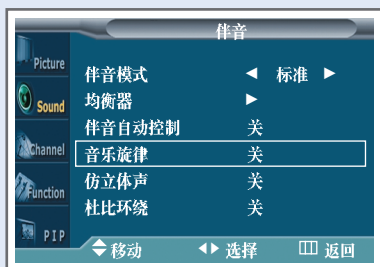 伴音
Picture
Sound
Channel
Function
PIP
伴音模式 ◀ 标准 ▶
均衡器 ▶
伴音自动控制 关
音乐旋律 关
仿立体声 关
杜比环绕 关
移动 选择 返回